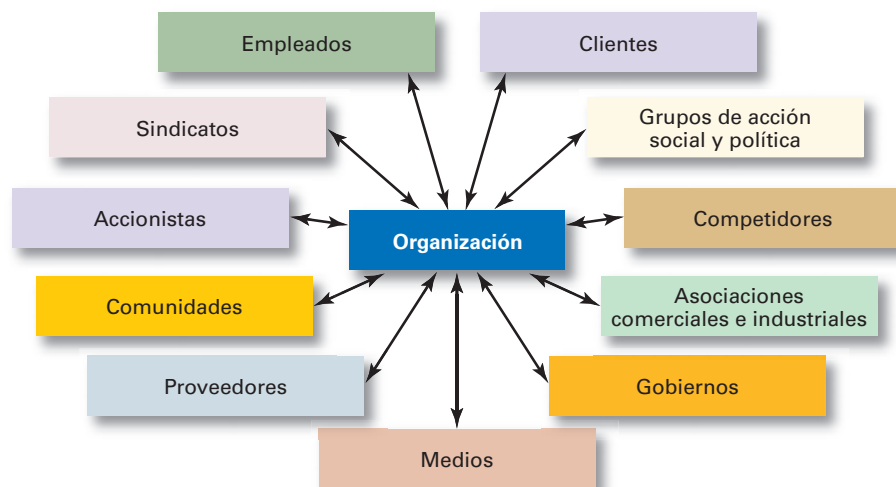 Empleados
Clientes
Sindicatos
Grupos de acción
social y política
Accionistas
Organización
Competidores
Comunidades
Asociaciones
comerciales e industriales
Proveedores
Gobiernos
Medios